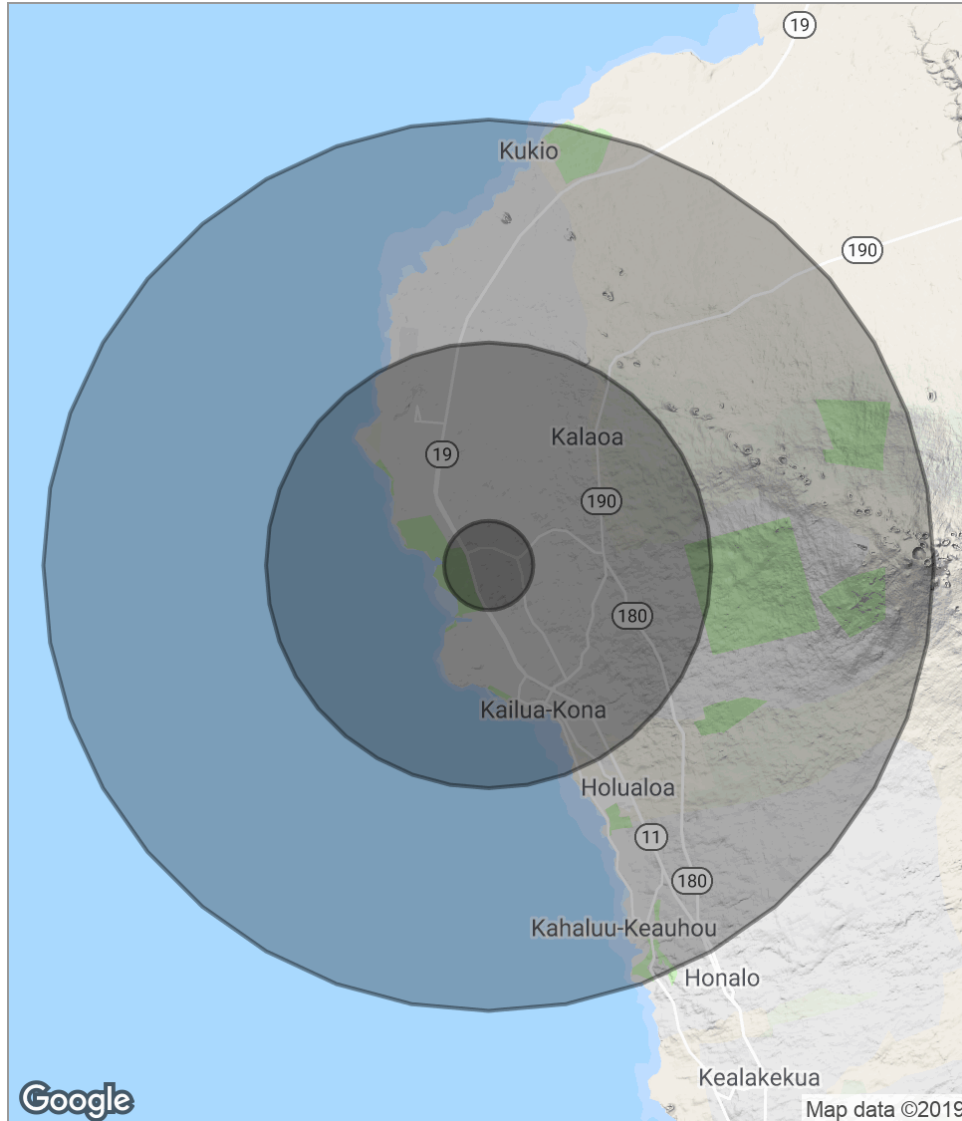 19
Kukio
190
Kalaoa
19
190
180
Kailua-Kona
Holualoa
11
180
Kahaluu-Keauhou
Honalo
Kealakekua
Google
Map data ©2019